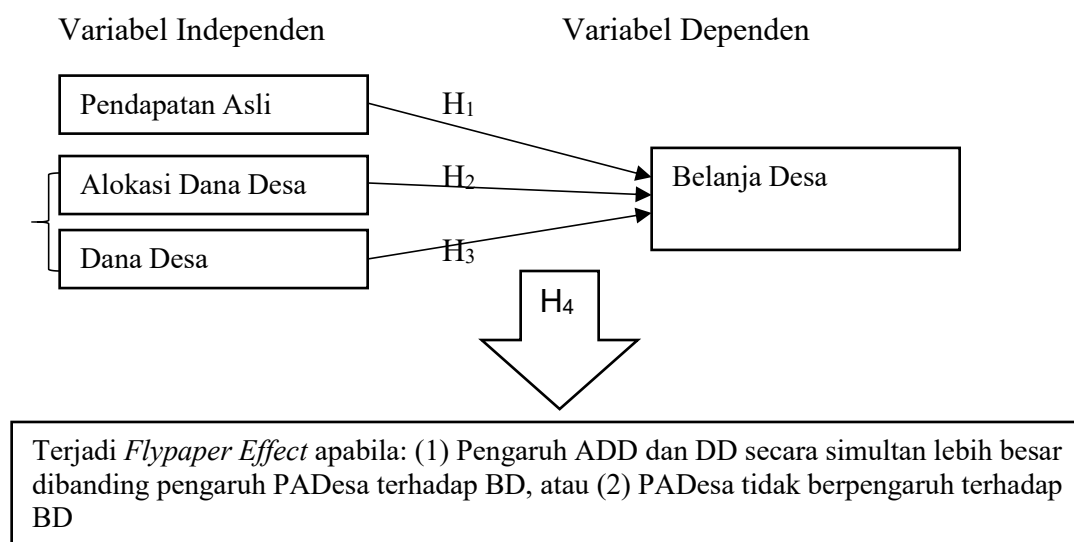 Variabel Independen
Variabel Dependen
Pendapatan Asli
H₁
Alokasi Dana Desa
H₂
Belanja Desa
Dana Desa
H₃
H₄
Terjadi Flypaper Effect apabila: (1) Pengaruh ADD dan DD secara simultan lebih besar
dibanding pengaruh PADesa terhadap BD, atau (2) PADesa tidak berpengaruh terhadap
BD